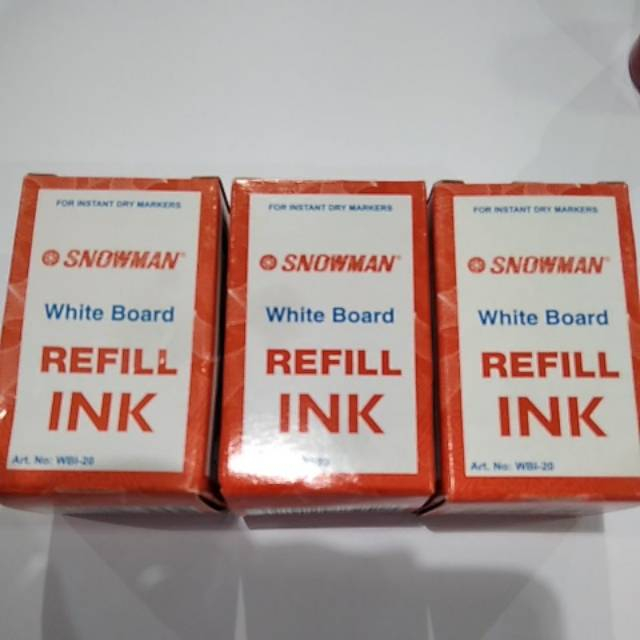 FOR INSTANT DRY MARKERS
SNOWMAN®
White Board
REFILL
INK
Art. No: WBI-20
FOR INSTANT DRY MARKERS
SNOWMAN®
White Board
REFILL
INK
FOR INSTANT DRY MARKERS
SNOWMAN®
White Board
REFILL
INK
Art. No: WBI-20